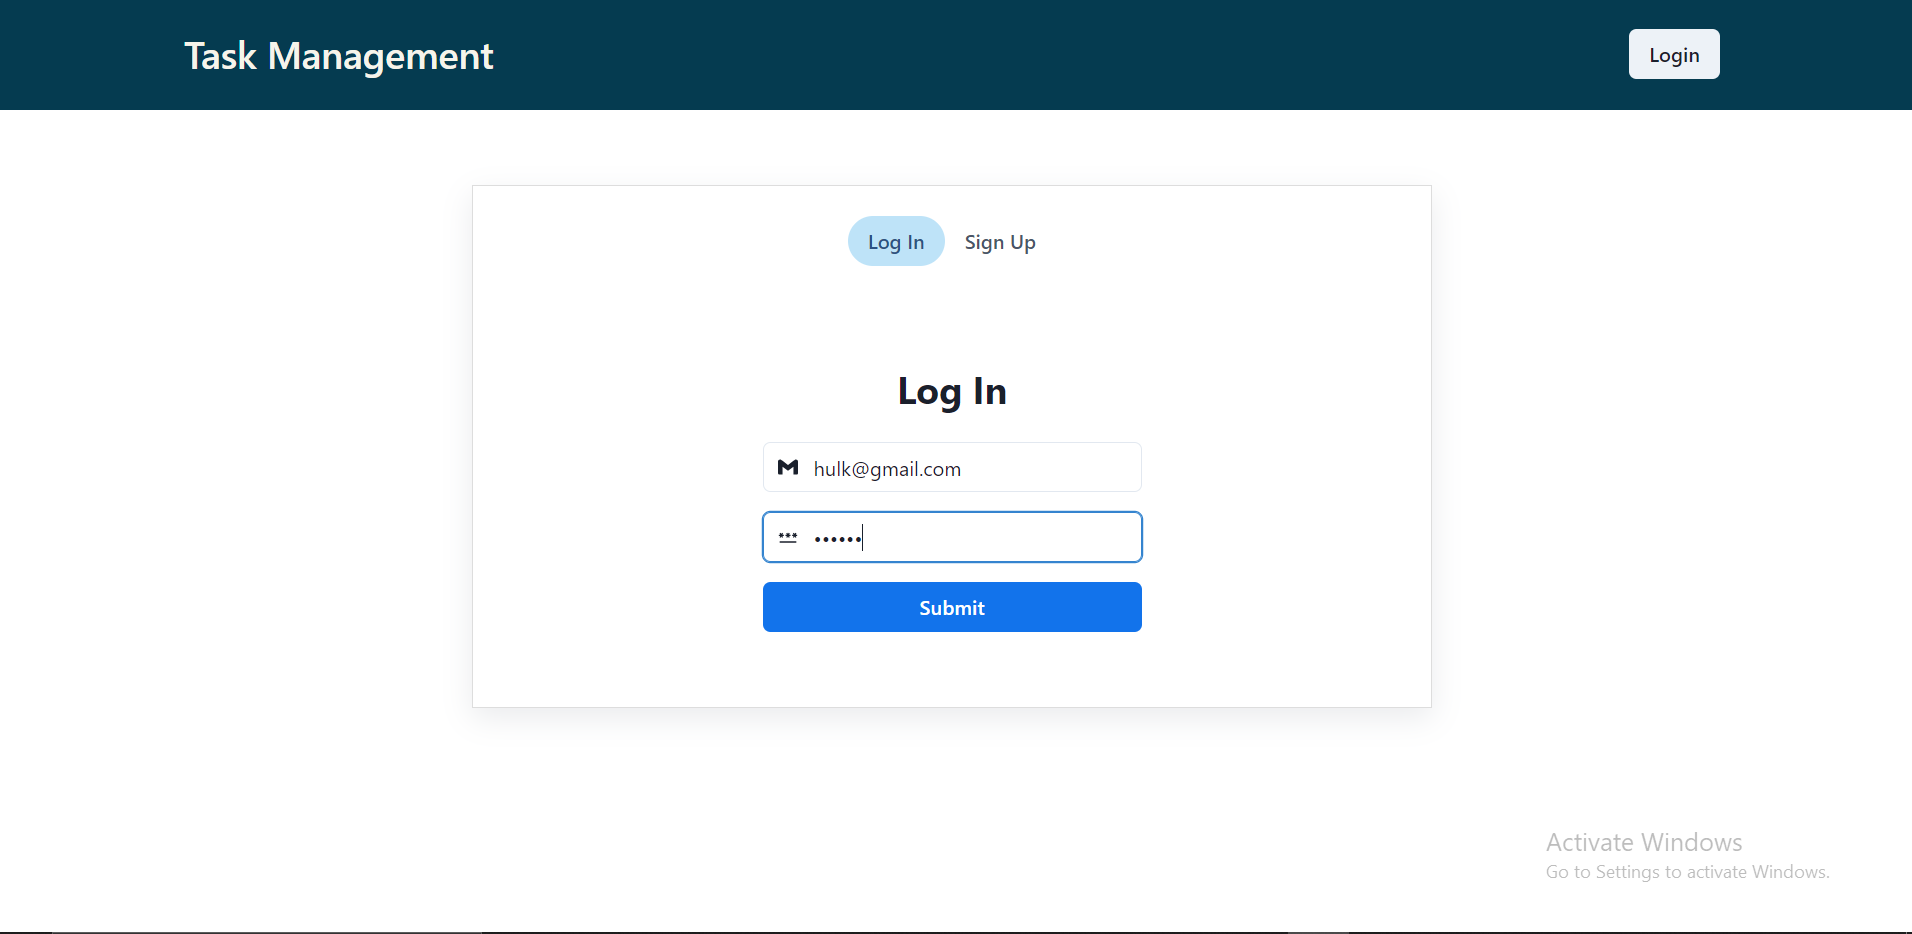 Task Management
Login
Log In
Sign Up
Log In
hulk@gmail.com
••••••
Submit
Activate Windows
Go to Settings to activate Windows.